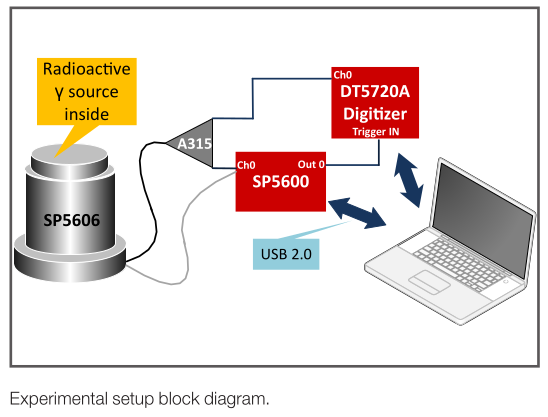 Radioactive
γ source
inside
SP5606
A315
Ch0
DT5720A
Digitizer
Trigger IN
Ch0
Out 0
SP5600
USB 2.0
Experimental setup block diagram.